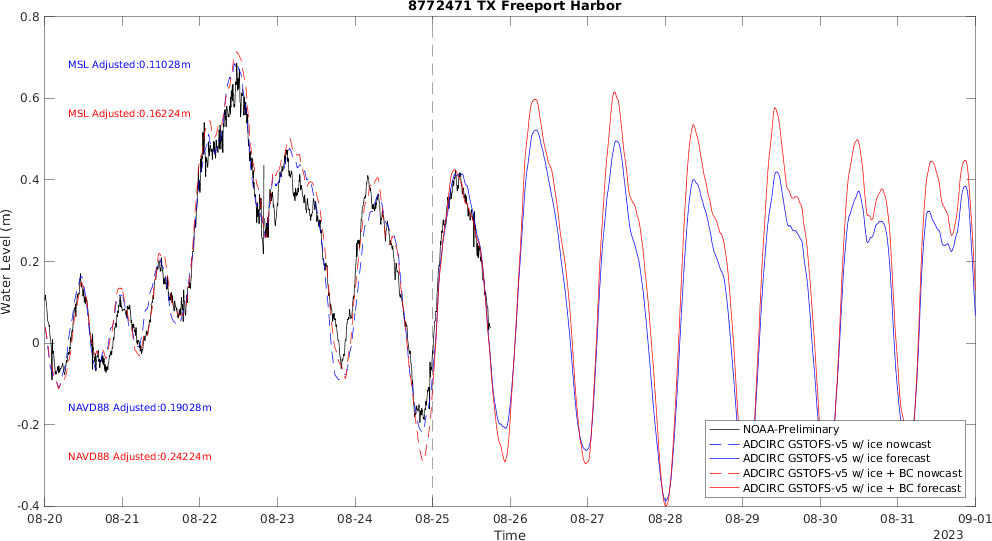 8772471 TX Freeport Harbor
0.8
0.6
0.4
0.2
0
-0.2
-0.4
Water Level (m)
MSL Adjusted:0.11028m
MSL Adjusted:0.16224m
NAVD88 Adjusted:0.19028m
NAVD88 Adjusted:0.24224m
NOAA-Preliminary
ADCIRC GSTOFS-v5 w/ ice nowcast
ADCIRC GSTOFS-v5 w/ ice forecast
ADCIRC GSTOFS-v5 w/ ice + BC nowcast
ADCIRC GSTOFS-v5 w/ ice + BC forecast
08-20 08-21 08-22 08-23 08-24 08-25 08-26 08-27 08-28 08-29 08-30 08-31 09-01
Time
2023